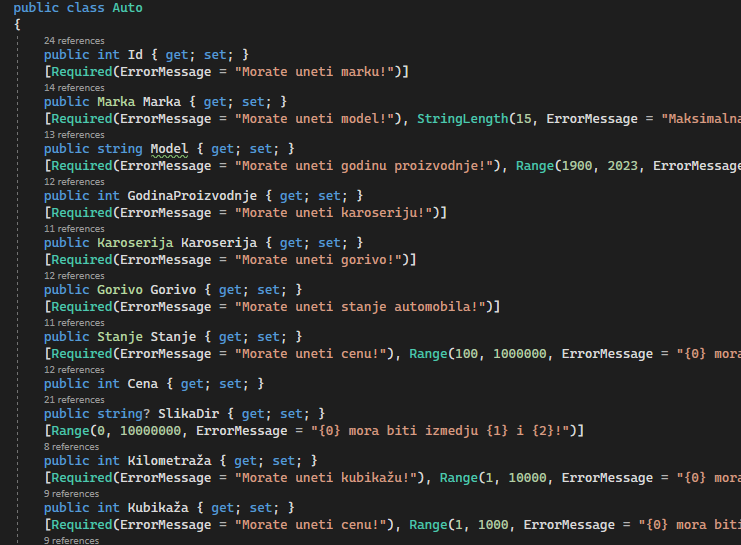 public class Auto
{
24 references
public int Id { get; set; }
[Required(ErrorMessage = "Morate uneti marku!")]
14 references
public Marka Marka { get; set; }
[Required(ErrorMessage = "Morate uneti model!"), StringLength(15, ErrorMessage = "Maksimalna
13 references
public string Model { get; set; }
[Required(ErrorMessage = "Morate uneti godinu proizvodnje!"), Range(1900, 2023, ErrorMessage
12 references
public int GodinaProizvodnje { get; set; }
[Required(ErrorMessage = "Morate uneti karoseriju!")]
11 references
public Karoserija Karoserija { get; set; }
[Required(ErrorMessage = "Morate uneti gorivo!")]
12 references
public Gorivo Gorivo { get; set; }
[Required(ErrorMessage = "Morate uneti stanje automobila!")]
11 references
public Stanje Stanje { get; set; }
[Required(ErrorMessage = "Morate uneti cenu!"), Range(100, 1000000, ErrorMessage = "{0} mora
12 references
public int Cena { get; set; }
21 references
public string? SlikaDir { get; set; }
[Range(0, 10000000, ErrorMessage = "{0} mora biti izmedju {1} i {2}!")]
8 references
public int Kilometraža { get; set; }
[Required(ErrorMessage = "Morate uneti kubikažu!"), Range(1, 10000, ErrorMessage = "{0} mora
9 references
public int Kubikaža { get; set; }
[Required(ErrorMessage = "Morate uneti cenu!"), Range(1, 1000, ErrorMessage = "{0} mora biti
9 references